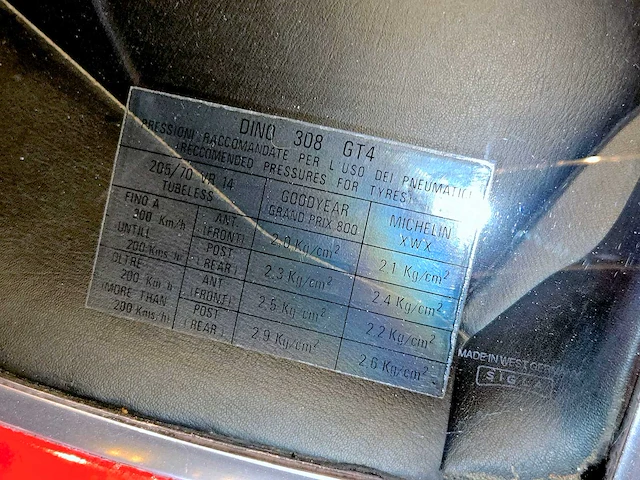 DINO 308 GT4
PRESSIONI RACCOMANDATE PER L'USO DEI PNEUMATICI
(RECCOMENDED PRESSURES FOR TYRES)
205/70 VR 14 TUBELESS GOODYEAR GRAND PRIX 800 MICHELIN XWX
FINO A 300 Km/h ANT (FRONT) 2.0 Kg/cm² 2.1 Kg/cm²
UNTILL 200 Kms/h) POST (REAR) 2.3 Kg/cm² 2.4 Kg/cm²
OLTRE 200 Km h ANT (FRONT) 2.5 Kg/cm² 2.2 Kg/cm²
(MORE THAN 200 Kms/h) POST (REAR) 2.9 Kg/cm² 2.6 Kg/cm²
MADE IN WEST